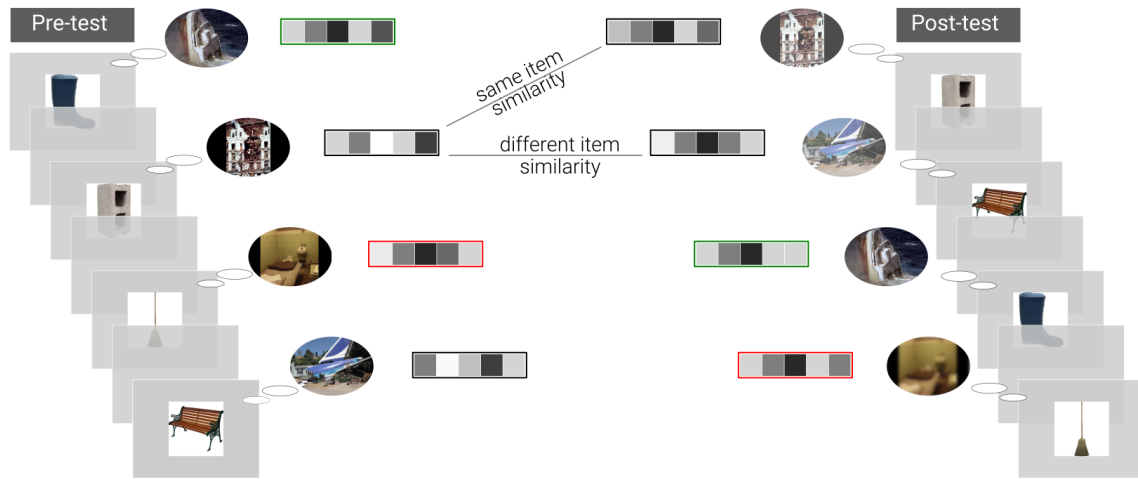 Pre-test
Post-test
same item
similarity
different item
similarity